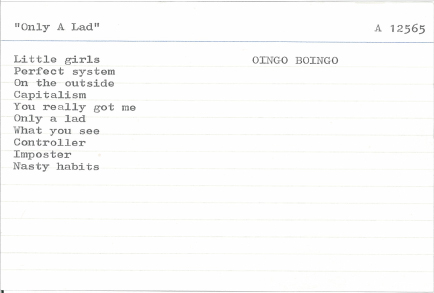 "Only A Lad" A 12565
Little girls OINGO BOINGO
Perfect system
On the outside
Capitalism
You really got me
Only a lad
What you see
Controller
Imposter
Nasty habits